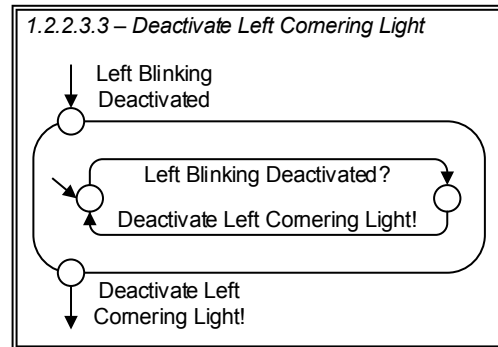 1.2.2.3.3 – Deactivate Left Cornering Light
Left Blinking
Deactivated
Left Blinking Deactivated?
Deactivate Left Cornering Light!
Deactivate Left
Cornering Light!